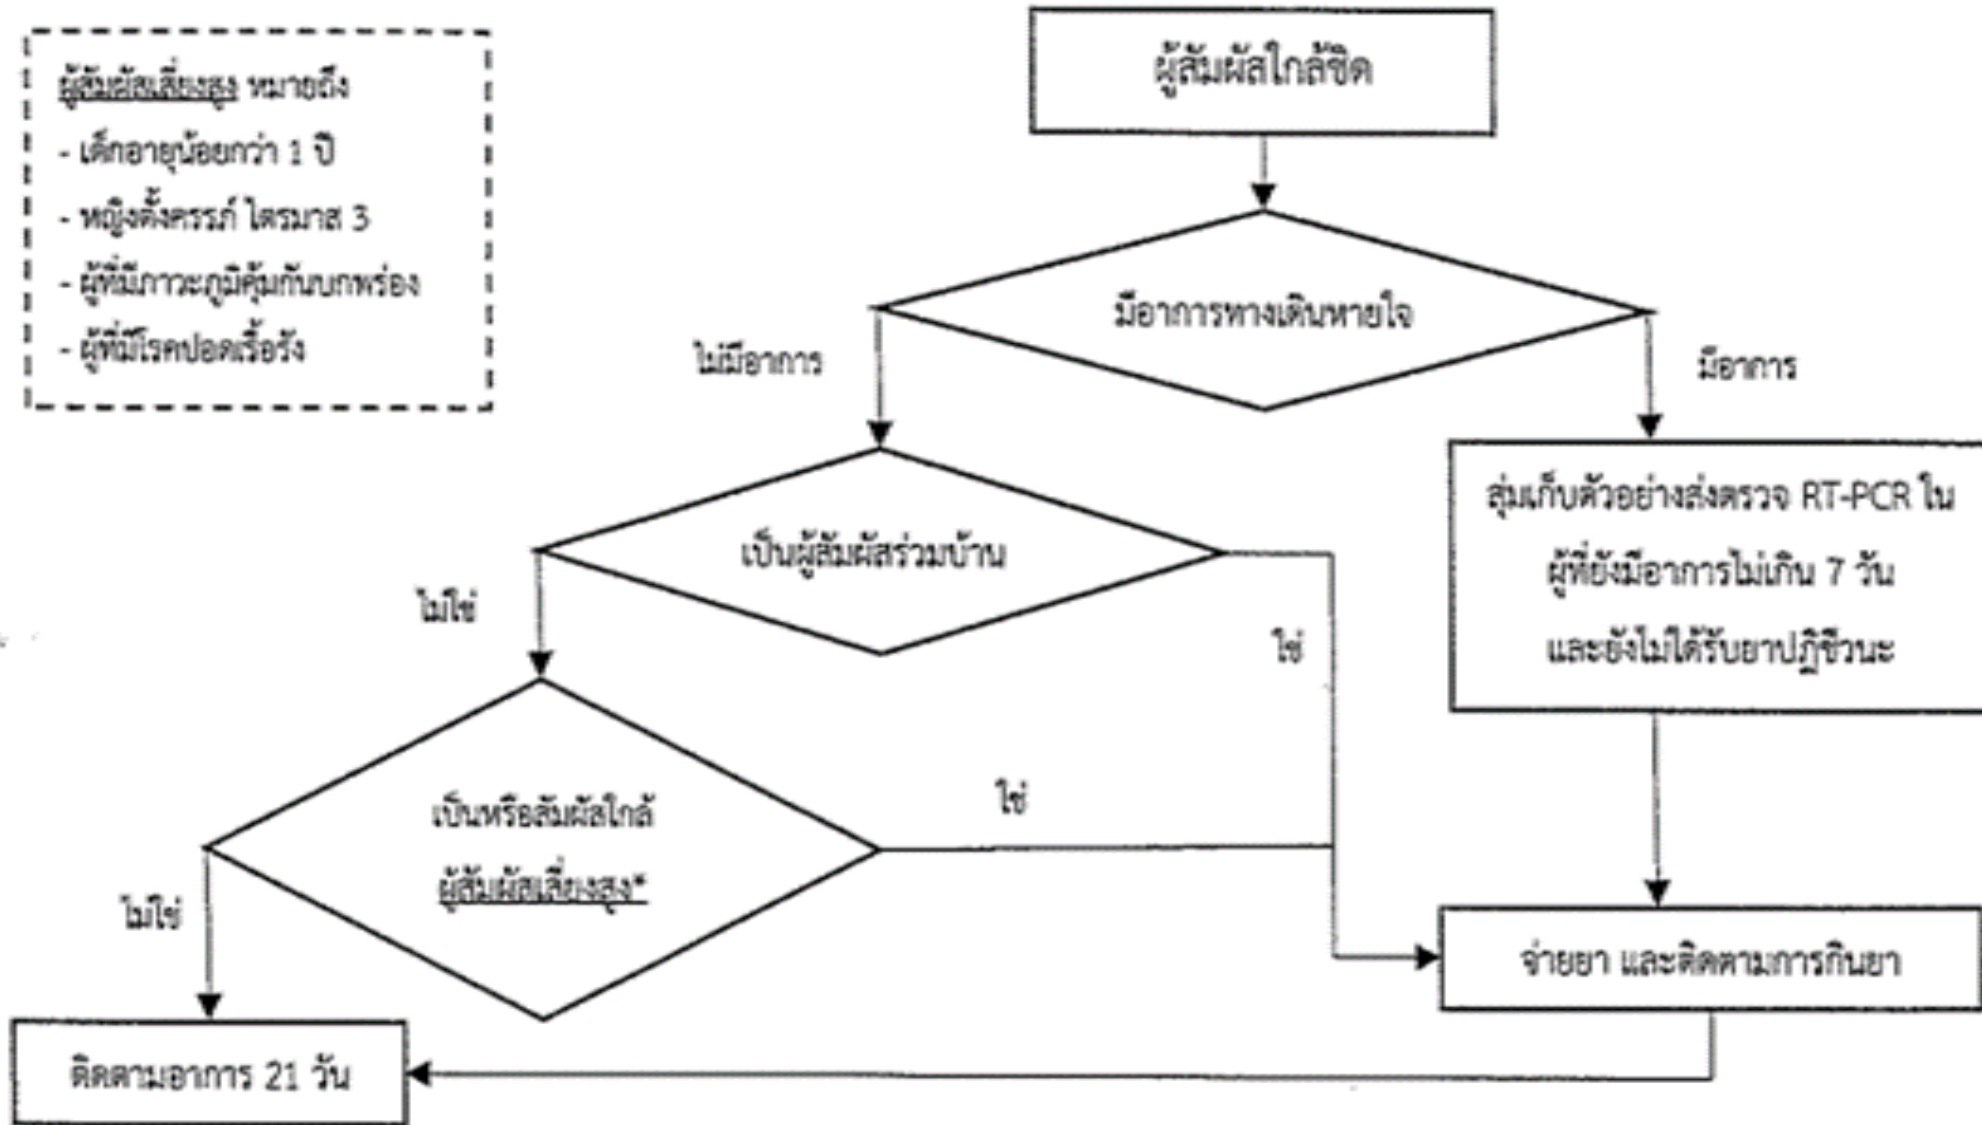 ผู้สัมผัสเสี่ยงสูง หมายถึง
- เด็กอายุน้อยกว่า 1 ปี
- หญิงตั้งครรภ์ ไตรมาส 3
- ผู้ที่มีภาวะภูมิคุ้มกันบกพร่อง
- ผู้ที่มีโรคปอดเรื้อรัง
ผู้สัมผัสใกล้ชิด
มีอาการทางเดินหายใจ
ไม่มีอาการ
มีอาการ
เป็นผู้สัมผัสร่วมบ้าน
ไม่ใช่
ใช่
สุ่มเก็บตัวอย่างส่งตรวจ RT-PCR ใน
ผู้ที่ยังมีอาการไม่เกิน 7 วัน
และยังไม่ได้รับยาปฏิชีวนะ
เป็นหรือสัมผัสใกล้
ผู้สัมผัสเสี่ยงสูง*
ใช่
ไม่ใช่
จ่ายยา และติดตามการกินยา
ติดตามอาการ 21 วัน